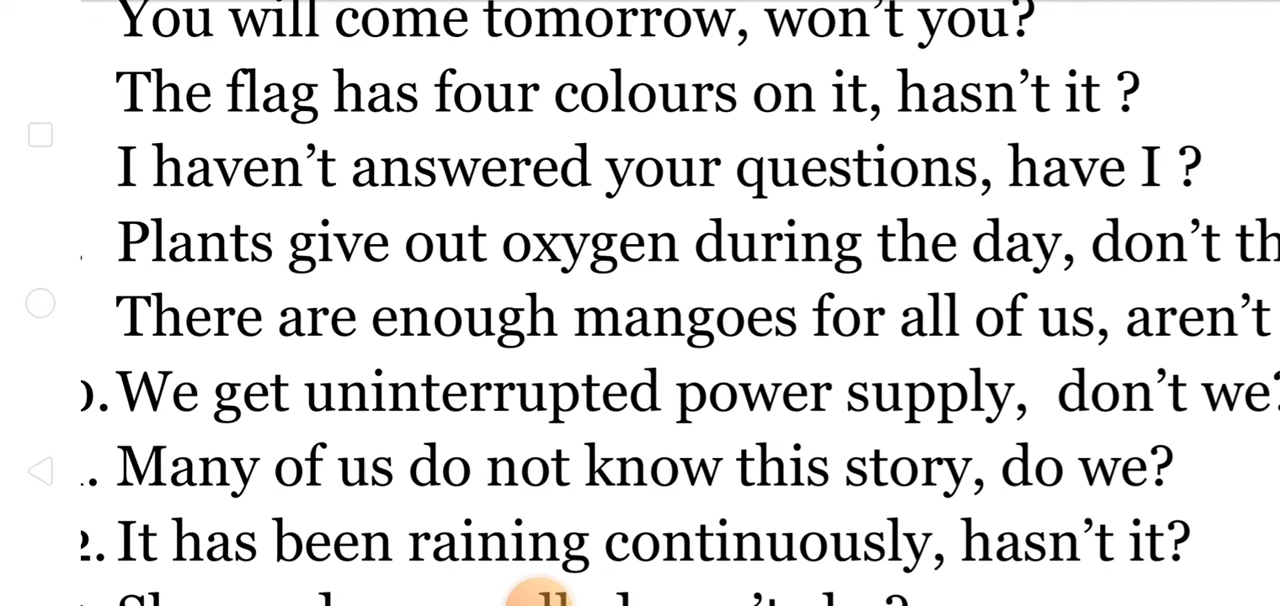 You will come tomorrow, won’t you?
The flag has four colours on it, hasn’t it ?
I haven’t answered your questions, have I ?
Plants give out oxygen during the day, don’t th
There are enough mangoes for all of us, aren’t
We get uninterrupted power supply, don’t we?
Many of us do not know this story, do we?
2. It has been raining continuously, hasn’t it?